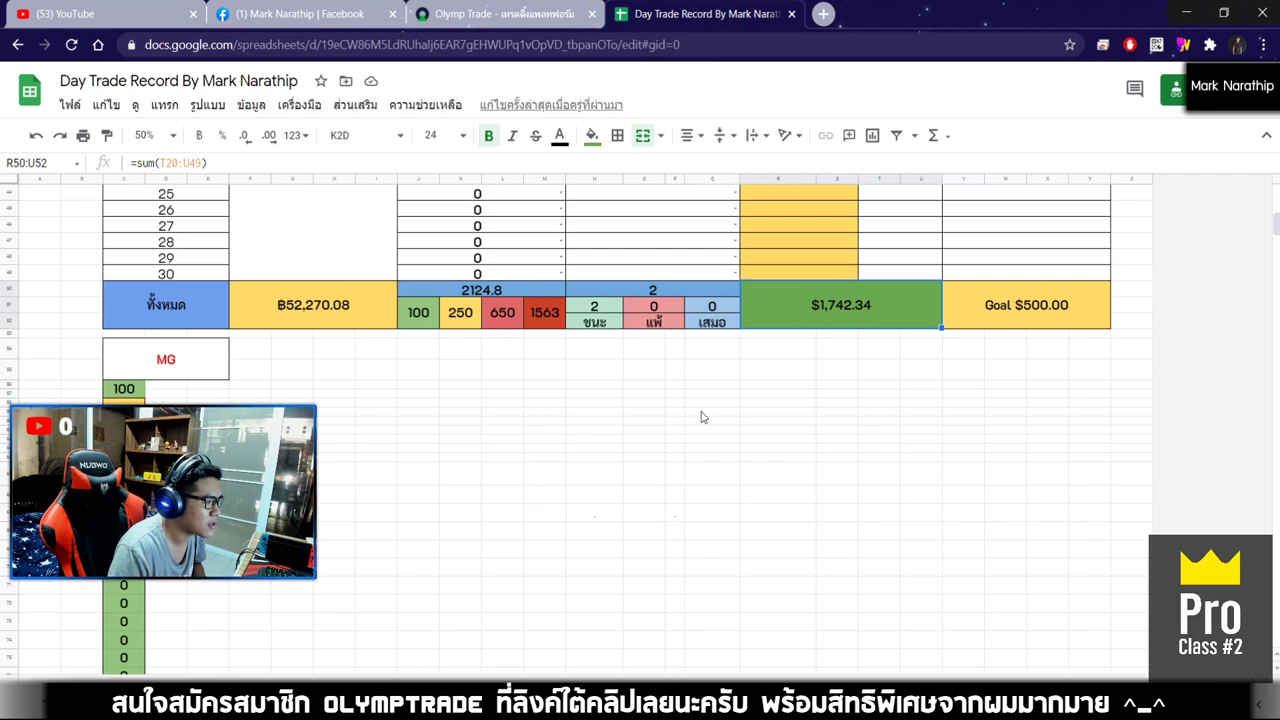 (53) YouTube
(1) Mark Narathip | Facebook
Olymp Trade - เทรดดิ้งแพลทฟอร์ม
Day Trade Record By Mark Narat
docs.google.com/spreadsheets/d/19eCW86M5LdRUhaIj6EAR7gEHWUPq1vOpVD_tbpanOTo/edit#gid=0
Day Trade Record By Mark Narathip
Mark Narathip
ไฟล์ แก้ไข ดู แทรก รูปแบบ ข้อมูล เครื่องมือ ส่วนเสริม ความช่วยเหลือ แก้ไขครั้งล่าสุดเมื่อครู่ที่ผ่านมา
50% ฿ % .0 .00 123 K2D 24 B I S A Σ
R50:U52 fx =sum(T20:U49)
A B C D E F G H I J K L M N O P Q R S T U V W X Y Z
44 25 0
26 0
27 0
28 0
29 0
30 0
ทั้งหมด ฿52,270.08 2124.8 2 $1,742.34 Goal $500.00
100 250 650 1563 2 0 0
ชนะ แพ้ เสมอ
MG
100
0
NUBWO
0
0
0
0
0
Pro
Class #2
สนใจสมัครสมาชิก OLYMPTRADE ที่ลิงค์ใต้คลิปเลยนะครับ พร้อมสิทธิพิเศษจากผมมากมาย ^_^